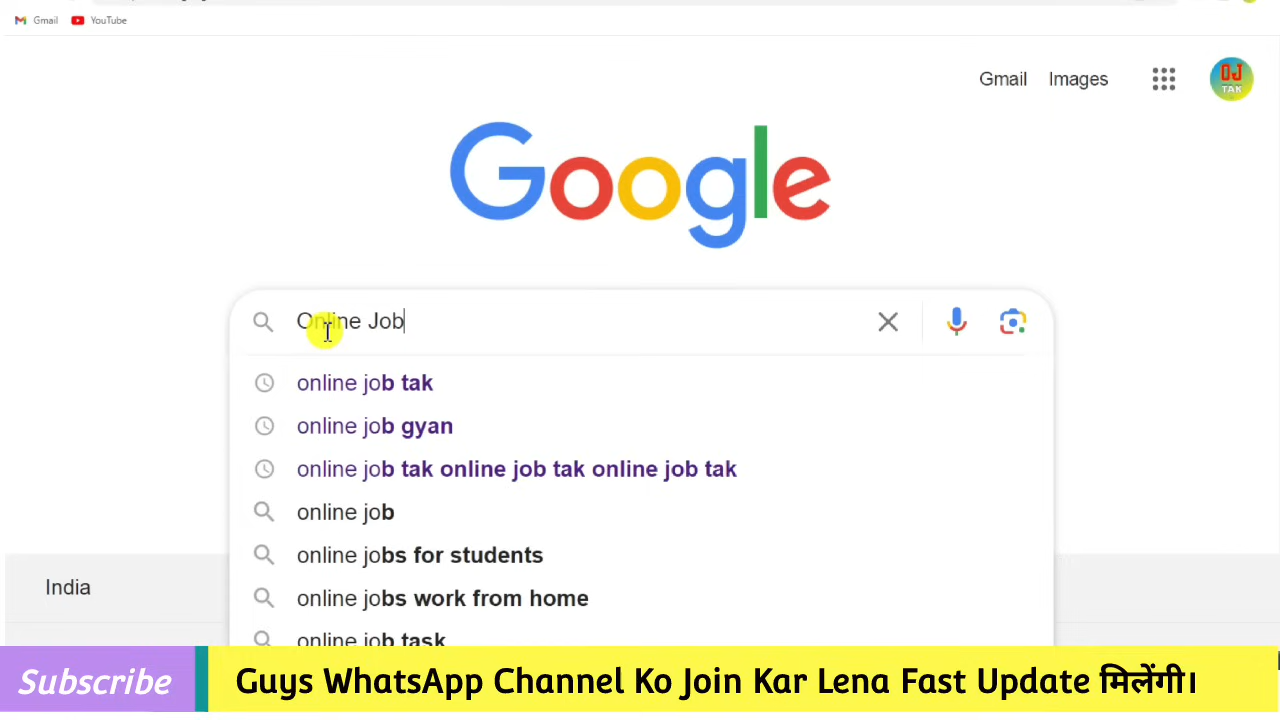 Gmail YouTube
Gmail Images
OJ
TAK
Google
Online Job
online job tak
online job gyan
online job tak online job tak online job tak
online job
online jobs for students
online jobs work from home
India
online job task
Subscribe Guys WhatsApp Channel Ko Join Kar Lena Fast Update मिलेंगी।